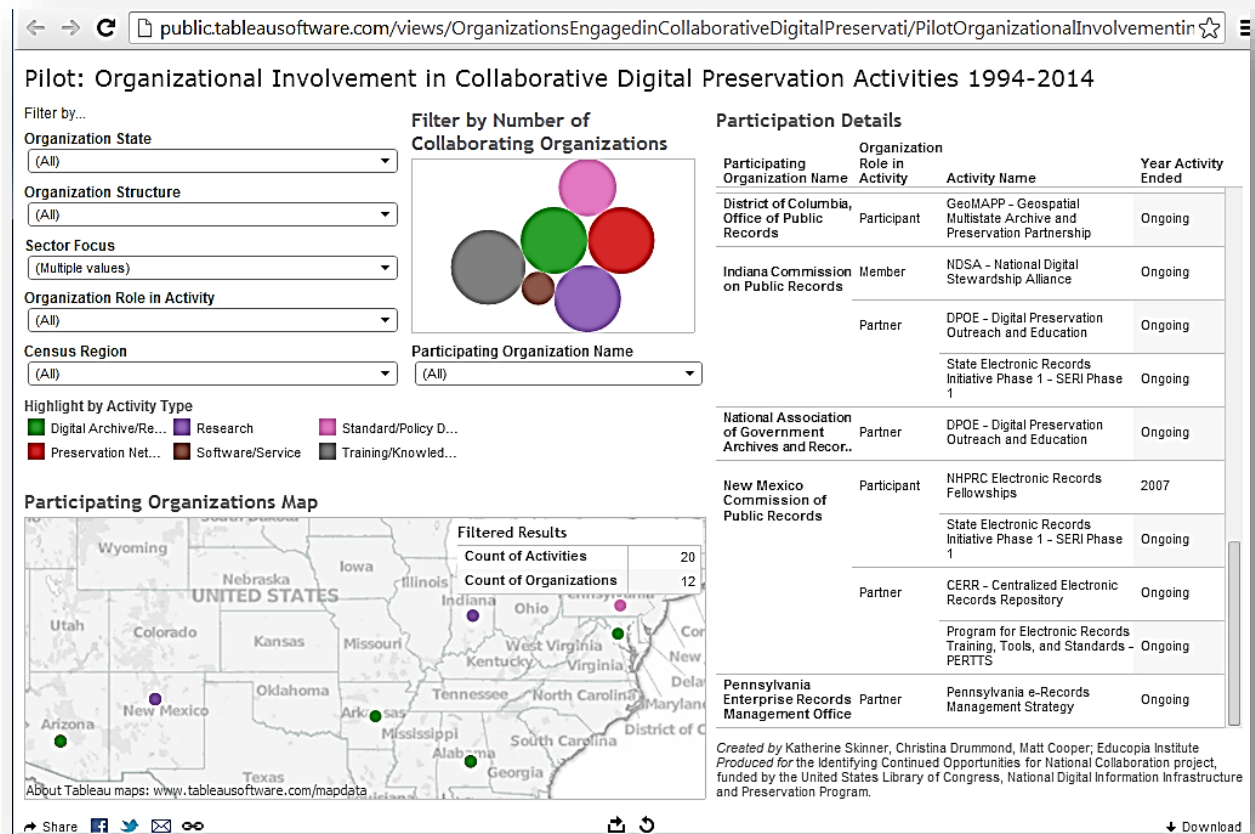 public.tableausoftware.com/views/OrganizationsEngagedinCollaborativeDigitalPreservati/PilotOrganizationalInvolvementin
Pilot: Organizational Involvement in Collaborative Digital Preservation Activities 1994-2014
Filter by...
Organization State
(All)
Organization Structure
(All)
Sector Focus
(Multiple values)
Organization Role in Activity
(All)
Census Region
(All)
Filter by Number of
Collaborating Organizations
Participating Organization Name
(All)
Highlight by Activity Type
Digital Archive/Re... Research Standard/Policy D...
Preservation Net... Software/Service Training/Knowled...
Participating Organizations Map
Filtered Results
Count of Activities 20
Count of Organizations 12
South Dakota
Wyoming
Iowa
Nebraska
Illinois
UNITED STATES
Indiana
Ohio
Pennsylvania
Utah
Colorado
Kansas
Missouri
West Virginia
Kentucky
Virginia
Con
New
Dela
Marylan
District of C
Oklahoma
Tennessee
North Carolina
New Mexico
Arkansas
Arizona
Mississippi
South Carolina
Alabama
Georgia
Texas
About Tableau maps: www.tableausoftware.com/mapdata
Share
Participation Details
Participating
Organization Name
Organization
Role in
Activity
Activity Name
Year Activity
Ended
District of Columbia,
Office of Public
Records
Participant
GeoMAPP - Geospatial
Multistate Archive and
Preservation Partnership
Ongoing
Indiana Commission
on Public Records
Member
NDSA - National Digital
Stewardship Alliance
Ongoing
Partner
DPOE - Digital Preservation
Outreach and Education
Ongoing
State Electronic Records
Initiative Phase 1 - SERI Phase
1
Ongoing
National Association
of Government
Archives and Recor..
Partner
DPOE - Digital Preservation
Outreach and Education
Ongoing
New Mexico
Commission of
Public Records
Participant
NHPRC Electronic Records
Fellowships
2007
State Electronic Records
Initiative Phase 1 - SERI Phase
1
Ongoing
Partner
CERR - Centralized Electronic
Records Repository
Ongoing
Program for Electronic Records
Training, Tools, and Standards -
PERTTS
Ongoing
Pennsylvania
Enterprise Records
Management Office
Partner
Pennsylvania e-Records
Management Strategy
Ongoing
Created by Katherine Skinner, Christina Drummond, Matt Cooper; Educopia Institute
Produced for the Identifying Continued Opportunities for National Collaboration project,
funded by the United States Library of Congress, National Digital Information Infrastructure
and Preservation Program.
Download